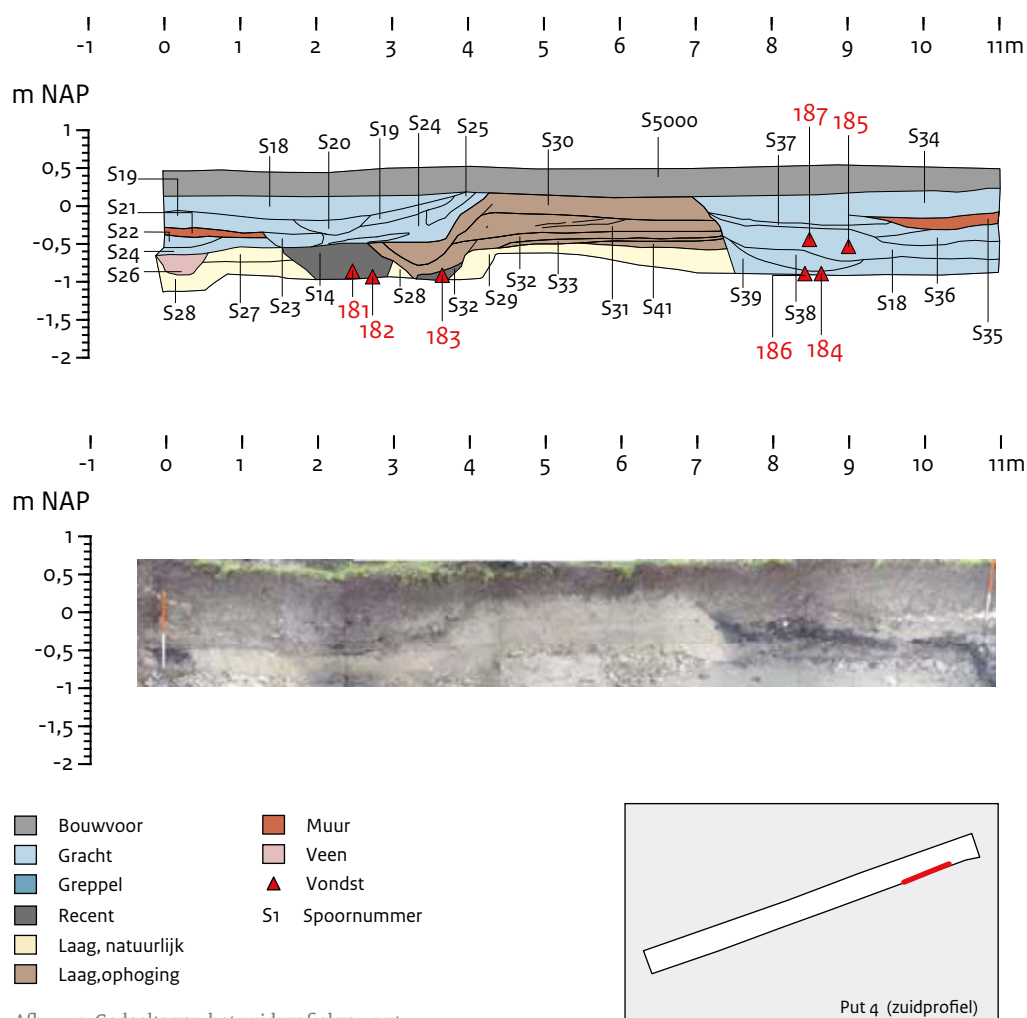 -1 0 1 2 3 4 5 6 7 8 9 10 11m
m NAP
1
0,5
0
-0,5
-1
-1,5
-2
S19
S21
S22
S24
S26
S18
S20
S19
S24
S25
S30
S5000
S37
187
185
S34
S28
S27
S23
S14
181
182
S28
183
S32
S29
S32
S33
S31
S41
S39
186
S38
184
S18
S36
S35
-1 0 1 2 3 4 5 6 7 8 9 10 11m
m NAP
1
0,5
0
-0,5
-1
-1,5
-2
Bouwvoor
Gracht
Greppel
Recent
Laag, natuurlijk
Laag,ophoging
Muur
Veen
Vondst
S1 Spoornummer
Put 4 (zuidprofiel)